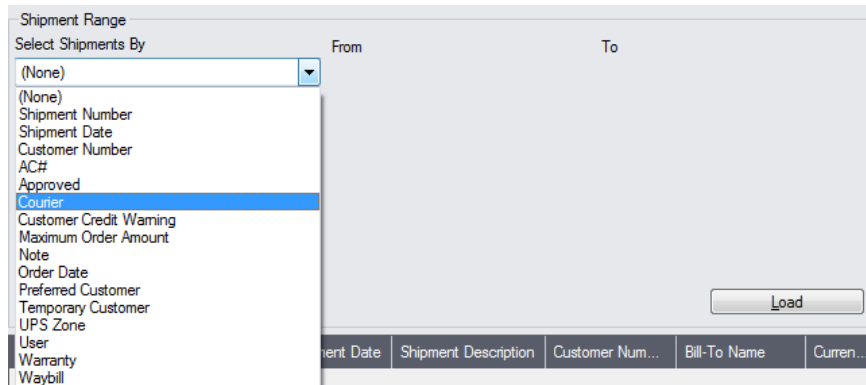 Shipment Range
Select Shipments By From To
(None)
(None)
Shipment Number
Shipment Date
Customer Number
AC#
Approved
Courier
Customer Credit Warning
Maximum Order Amount
Note
Order Date
Preferred Customer
Temporary Customer
Load
UPS Zone
User
Warranty
Waybill
Date Shipment Description Customer Num... Bill-To Name Curren...